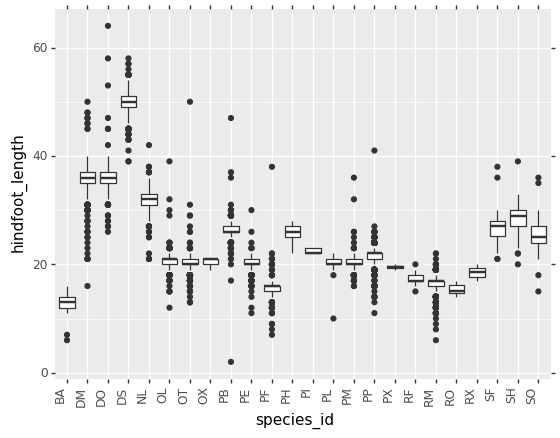 hindfoot_length
60
40
20
0
BA DM DO DS NL OL OT OX PB PE PF PH PI PL PM PP PX RF RM RO RX SF SH SO
species_id